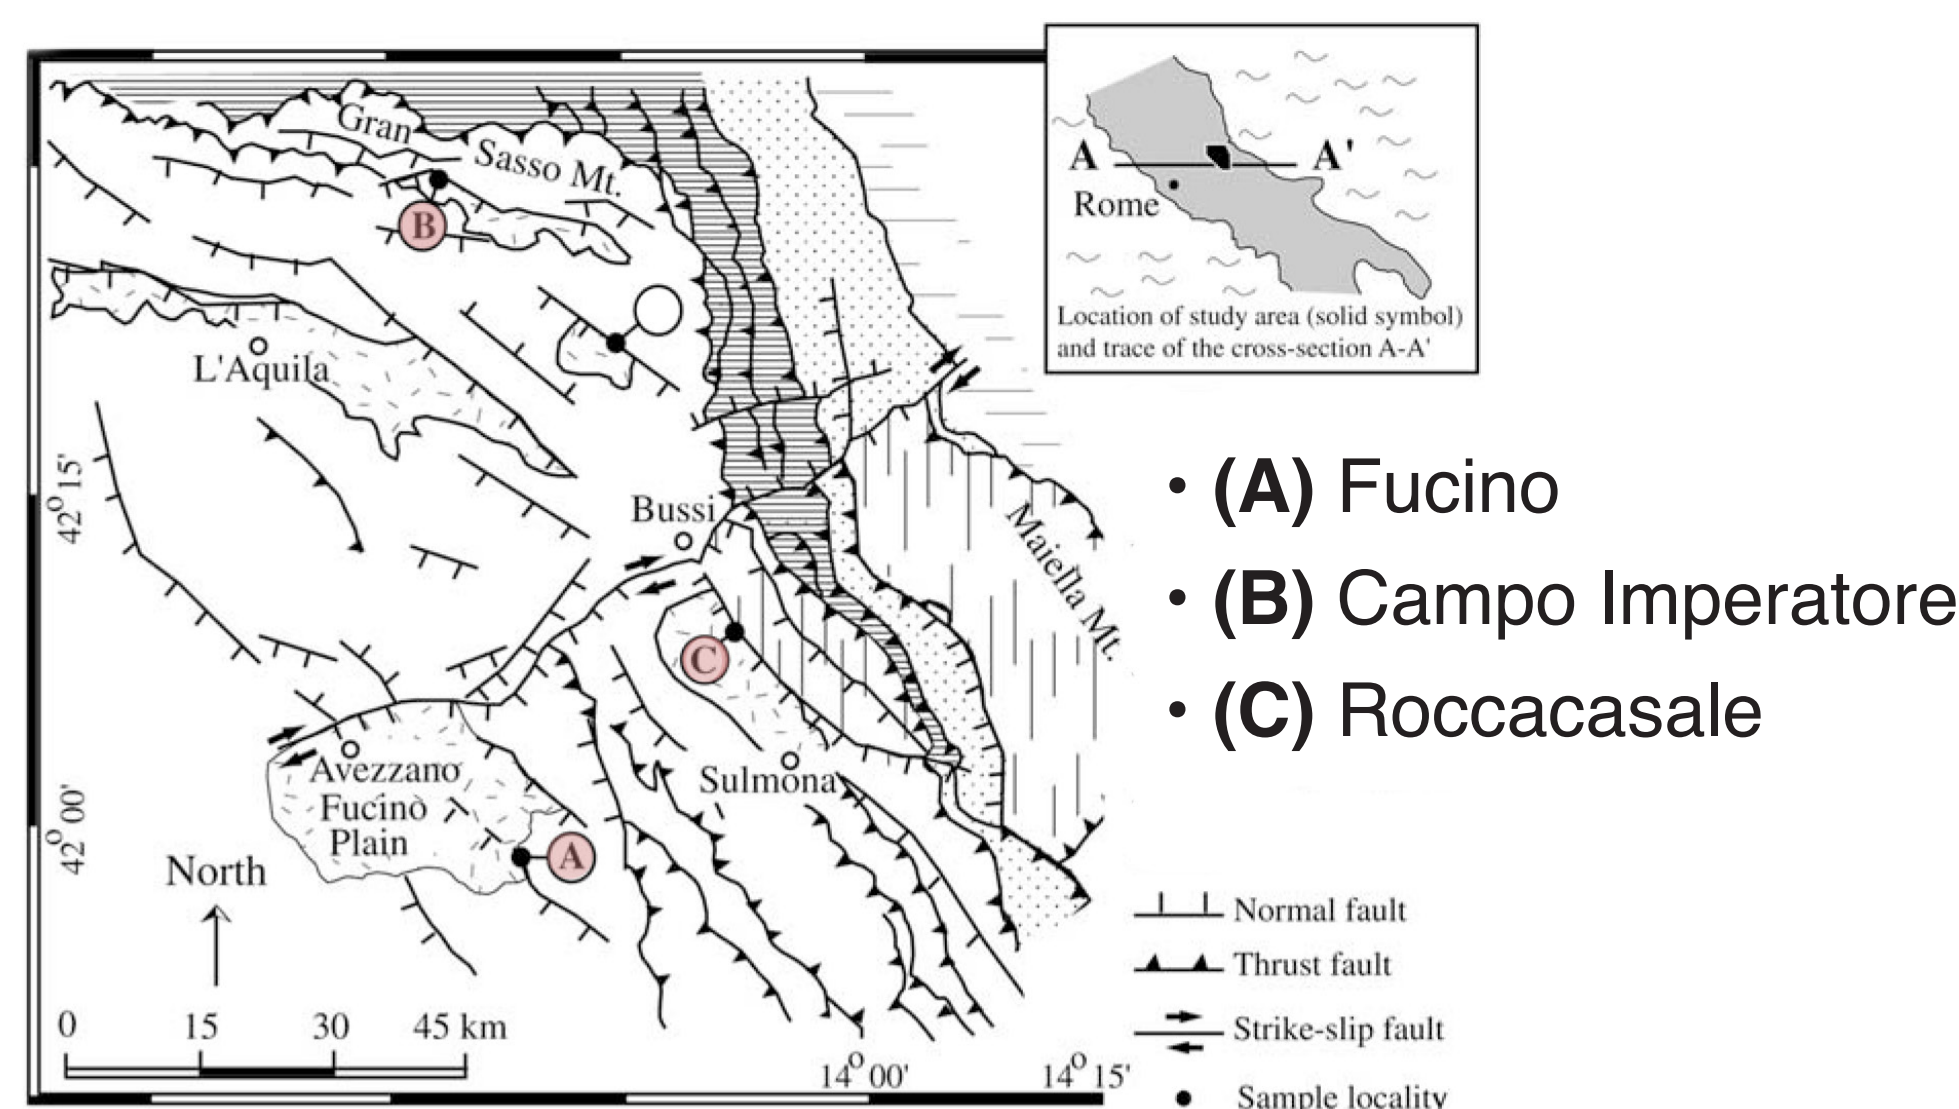 Gran
Sasso Mt.
B
L'Aquila
42° 15'
Bussi
Maiella Mt.
C
Avezzano
Fucino
Plain
Sulmona
A
42° 00'
North
0 15 30 45 km
14° 00' 14° 15'
A A'
Rome
Location of study area (solid symbol)
and trace of the cross-section A-A'
• (A) Fucino
• (B) Campo Imperatore
• (C) Roccacasale
Normal fault
Thrust fault
Strike-slip fault
Sample locality